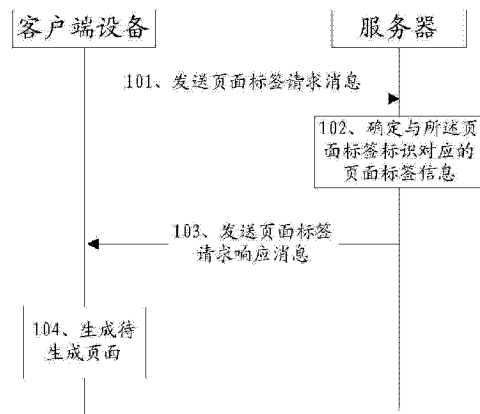 客户端设备
服务器
101、发送页面标签请求消息
102、确定与所述页
面标签标识对应的
页面标签信息
103、发送页面标签
请求响应消息
104、生成待
生成页面